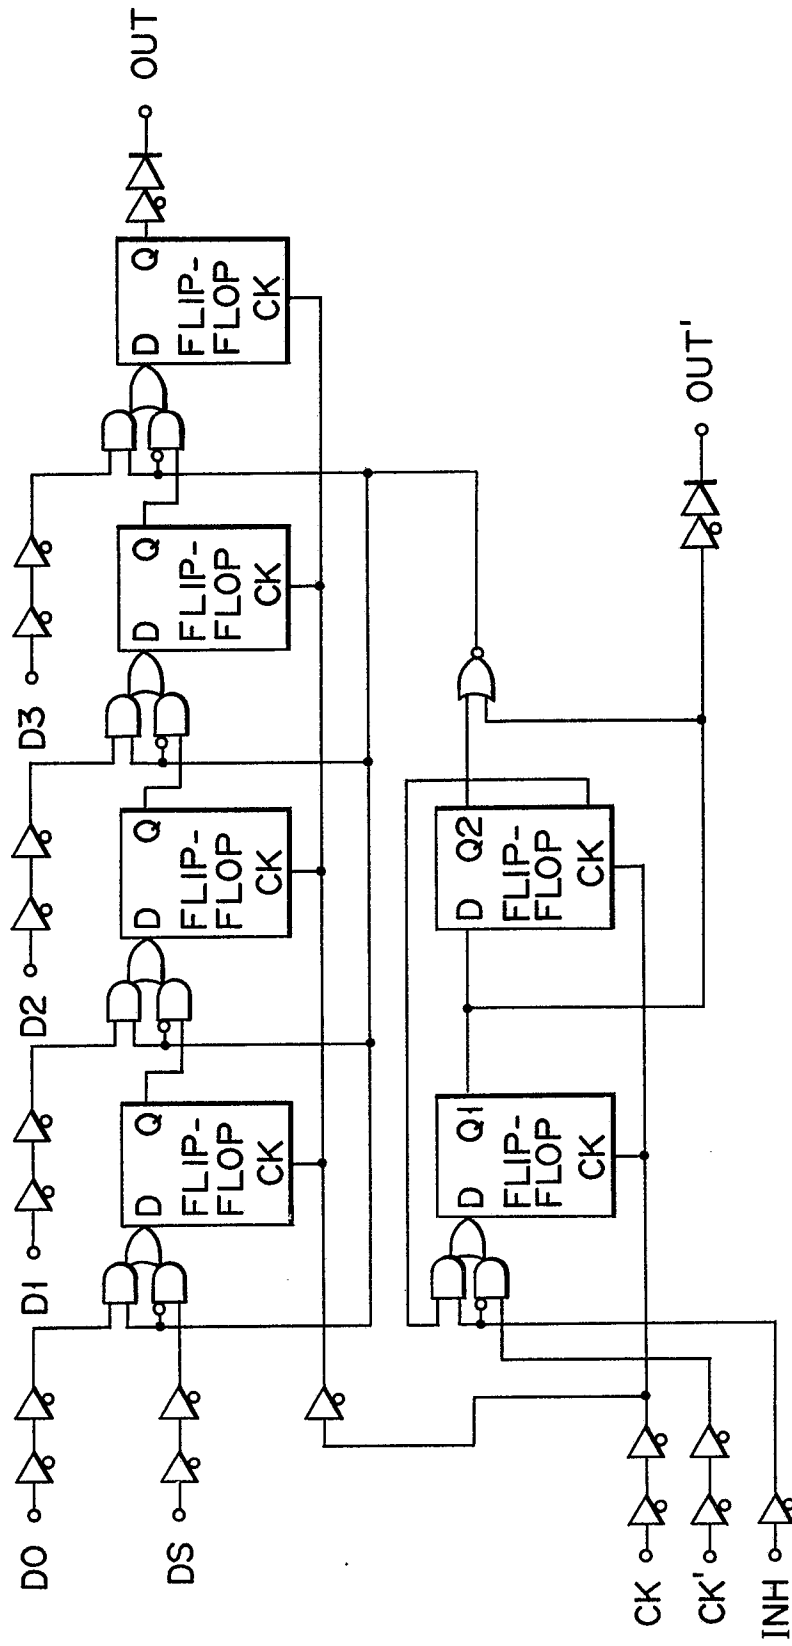 D0
D1
D2
D3
DS
D Q
FLIP-
FLOP
CK
D Q
FLIP-
FLOP
CK
D Q
FLIP-
FLOP
CK
D Q
FLIP-
FLOP
CK
OUT
D Q1
FLIP-
FLOP
CK
D Q2
FLIP-
FLOP
CK
CK
CK'
INH
OUT'